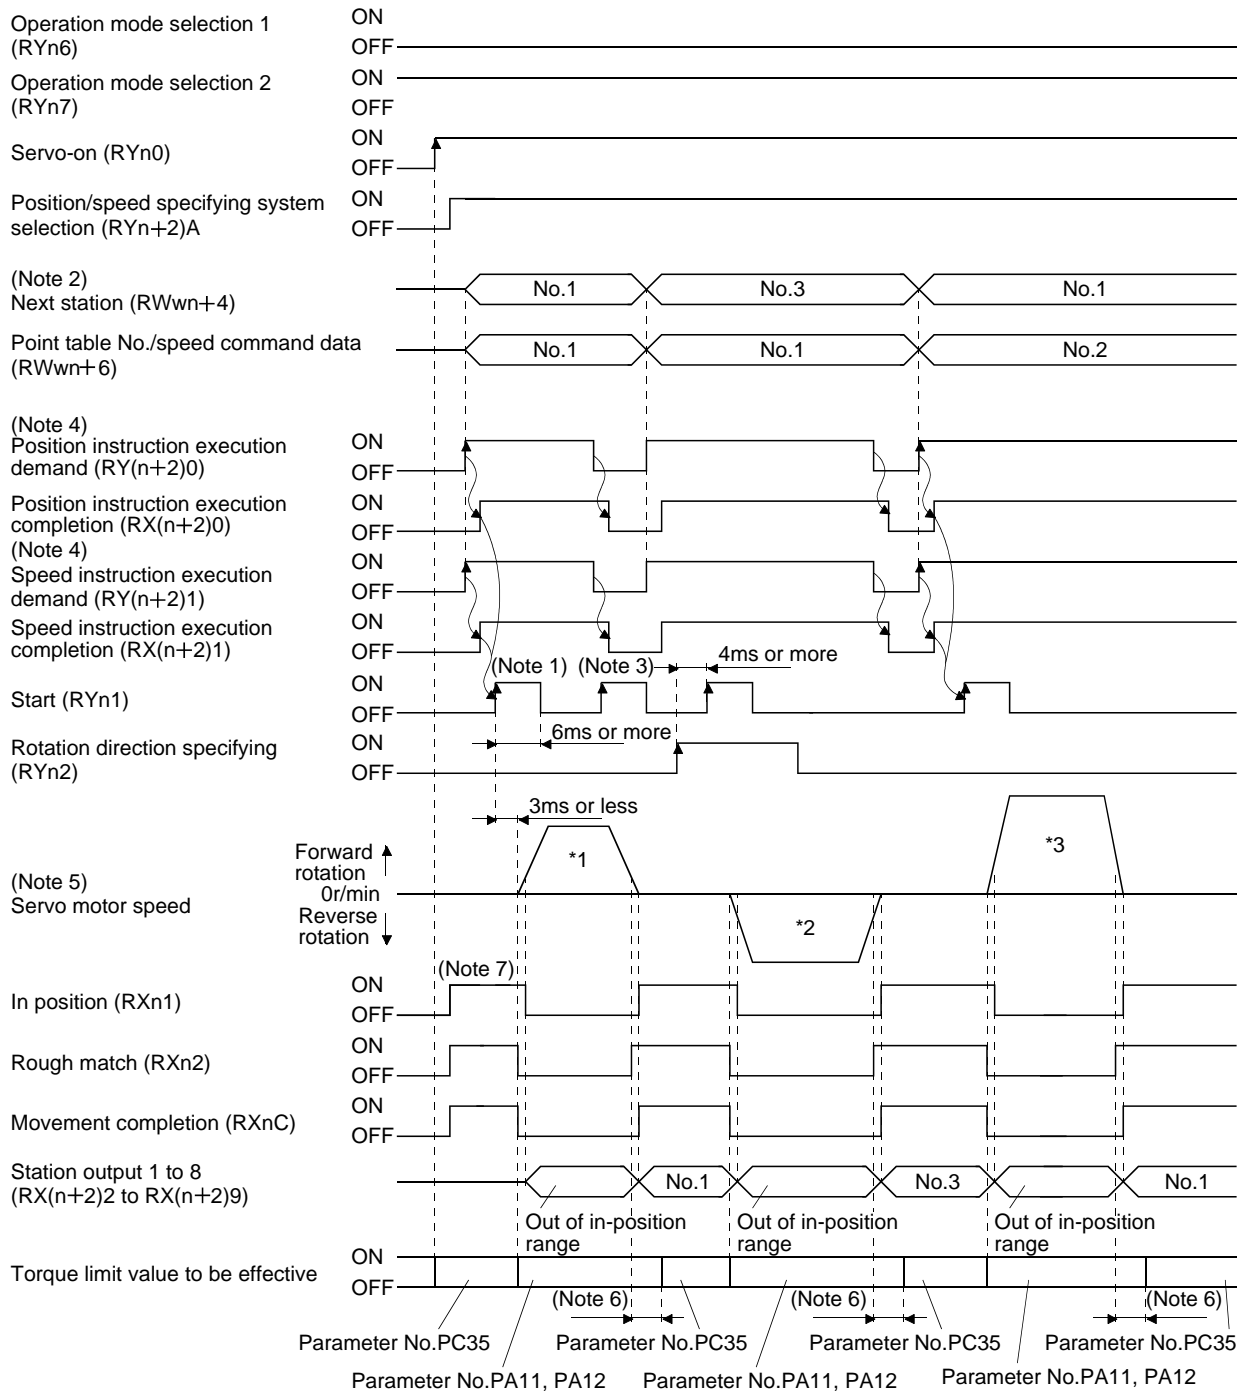 Operation mode selection 1
(RYn6)
ON
OFF
Operation mode selection 2
(RYn7)
ON
OFF
Servo-on (RYn0)
ON
OFF
Position/speed specifying system
selection (RYn+2)A
ON
OFF
(Note 2)
Next station (RWwn+4)
No.1
No.3
No.1
Point table No./speed command data
(RWwn+6)
No.1
No.1
No.2
(Note 4)
Position instruction execution
demand (RY(n+2)0)
ON
OFF
Position instruction execution
completion (RX(n+2)0)
ON
OFF
(Note 4)
Speed instruction execution
demand (RY(n+2)1)
ON
OFF
Speed instruction execution
completion (RX(n+2)1)
ON
OFF
(Note 1)
(Note 3)
4ms or more
Start (RYn1)
ON
OFF
6ms or more
Rotation direction specifying
(RYn2)
ON
OFF
3ms or less
(Note 5)
Servo motor speed
Forward
rotation
0r/min
Reverse
rotation
*1
*2
*3
(Note 7)
In position (RXn1)
ON
OFF
Rough match (RXn2)
ON
OFF
Movement completion (RXnC)
ON
OFF
Station output 1 to 8
(RX(n+2)2 to RX(n+2)9)
No.1
No.3
No.1
Out of in-position
range
Out of in-position
range
Out of in-position
range
Torque limit value to be effective
ON
OFF
(Note 6)
(Note 6)
(Note 6)
Parameter No.PC35
Parameter No.PC35
Parameter No.PC35
Parameter No.PC35
Parameter No.PA11, PA12
Parameter No.PA11, PA12
Parameter No.PA11, PA12